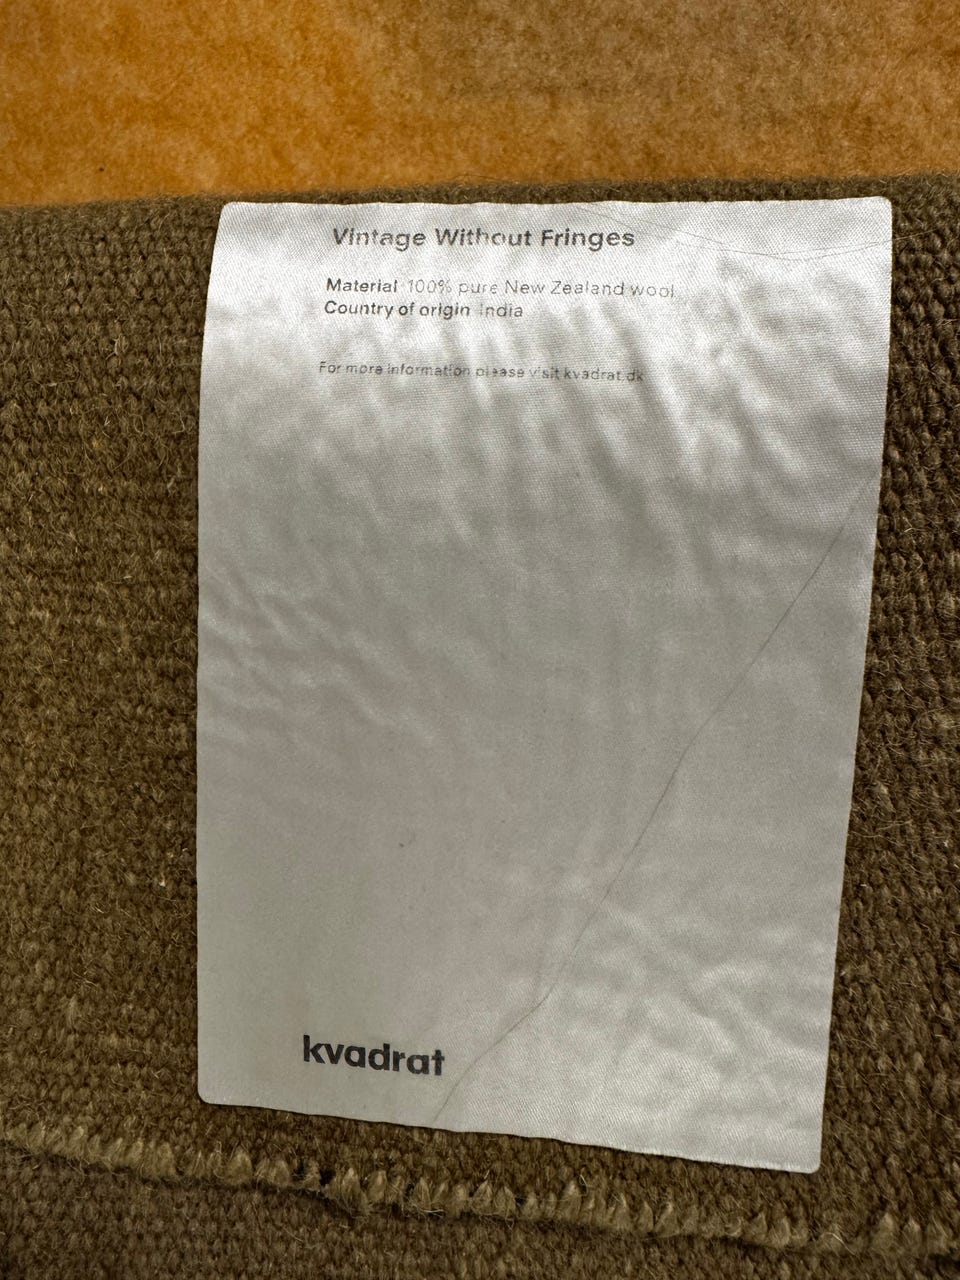 Vintage Without Fringes
Material 100% pure New Zealand wool
Country of origin India
For more information please visit kvadrat.dk
kvadrat